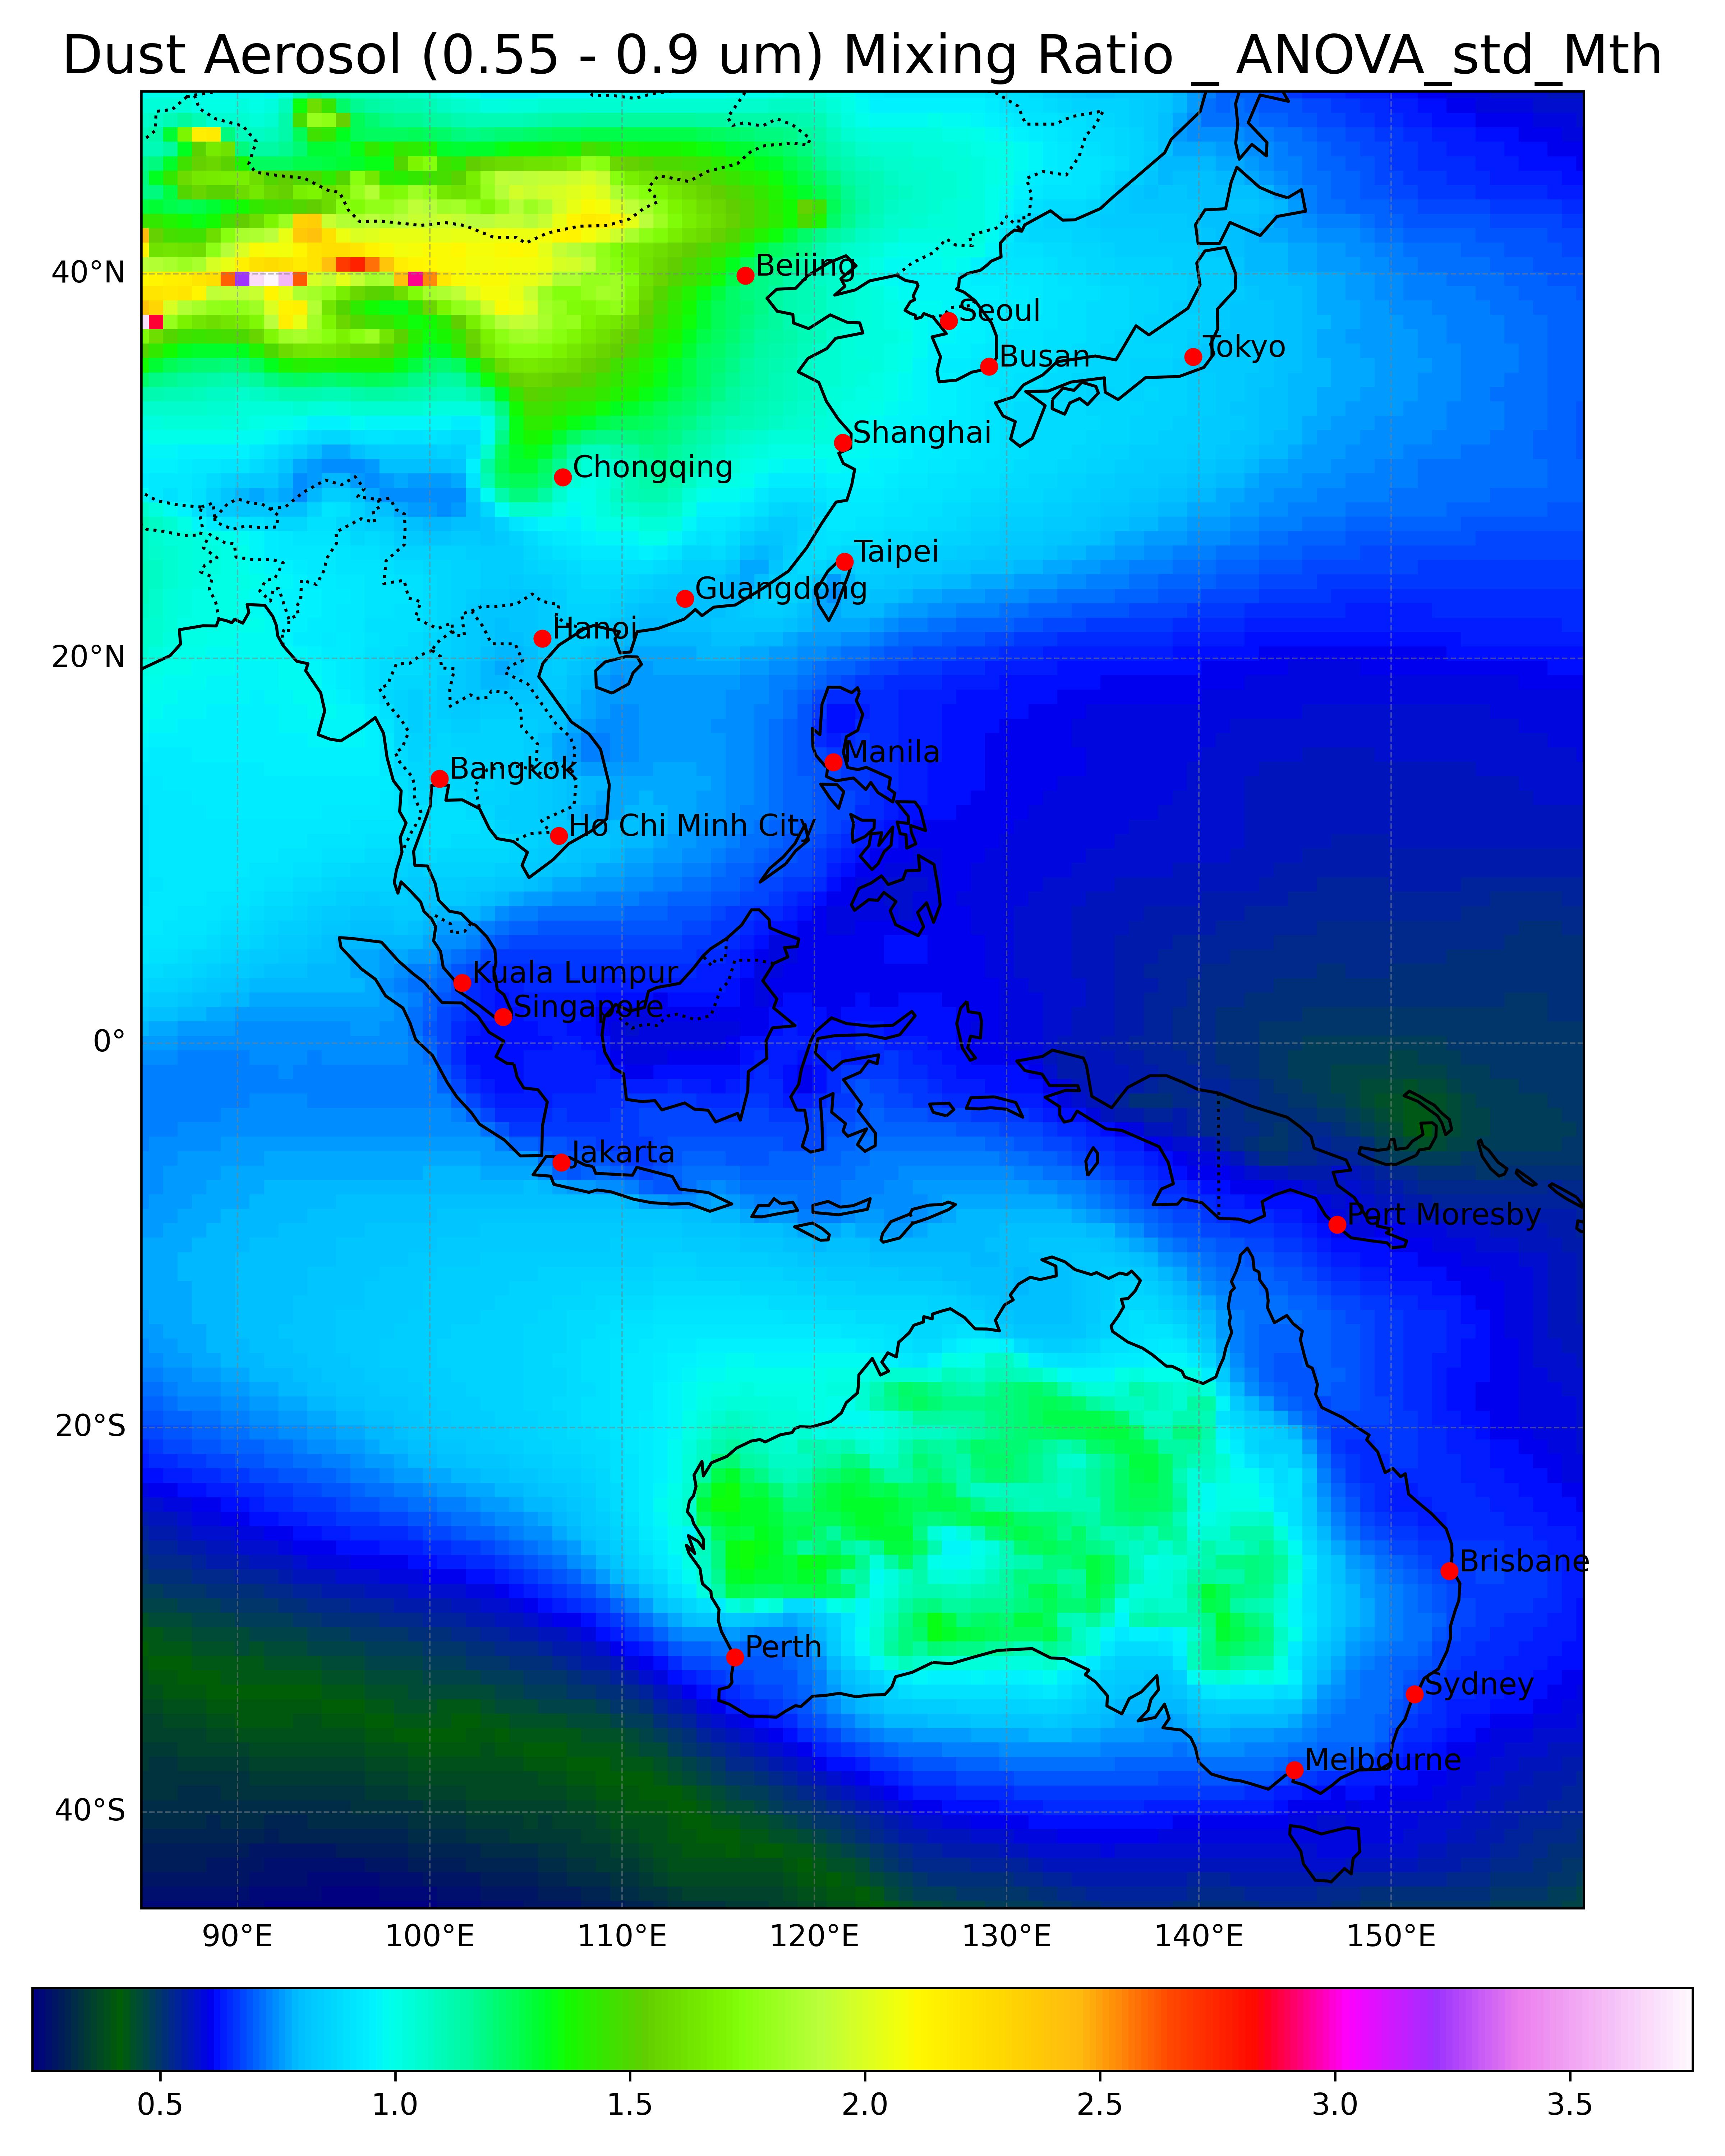 Dust Aerosol (0.55 - 0.9 um) Mixing Ratio _ ANOVA_std_Mth
40°N
Beijing
Seoul
Busan
Tokyo
Shanghai
Chongqing
Taipei
Guangdong
Hanoi
20°N
Manila
Bangkok
Ho Chi Minh City
Kuala Lumpur
Singapore
0°
Jakarta
Port Moresby
20°S
Brisbane
Perth
Sydney
Melbourne
40°S
90°E 100°E 110°E 120°E 130°E 140°E 150°E
0.5 1.0 1.5 2.0 2.5 3.0 3.5